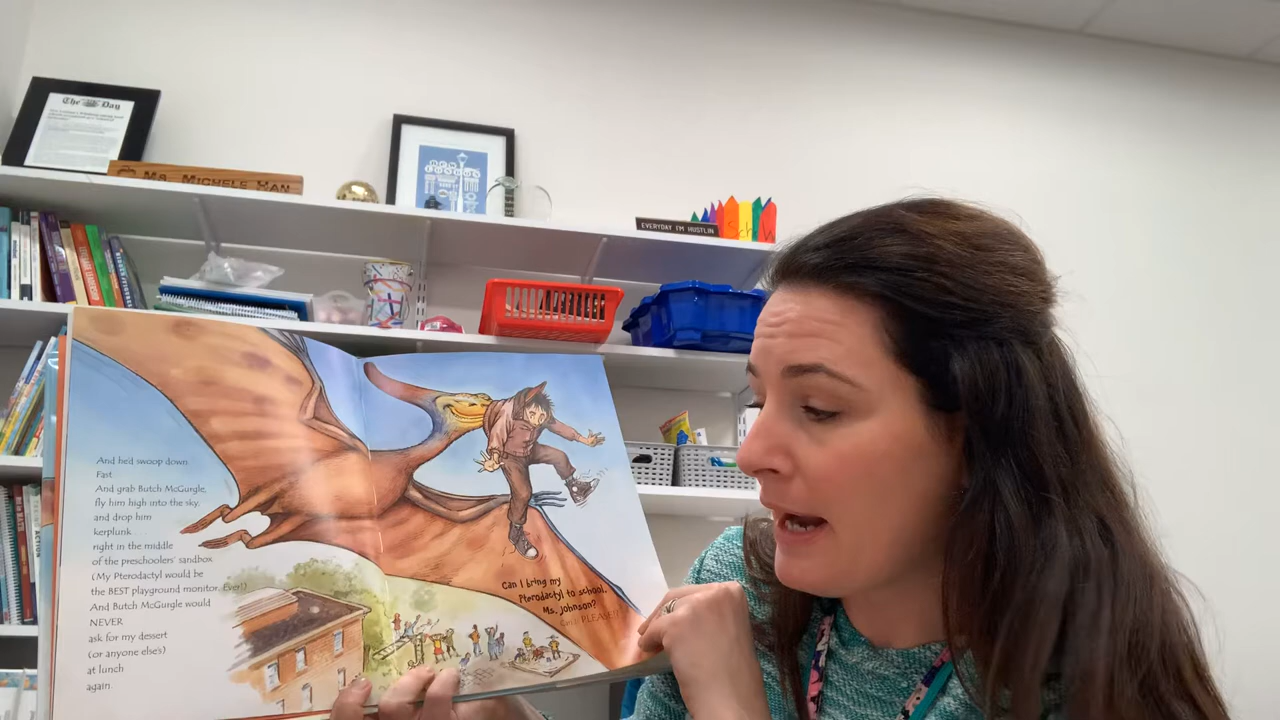 The Day
MS. MICHELS HAN
EVERYDAY I'M HUSTLIN
And he'd swoop down.
Fast.
And grab Butch McGurgle,
fly him high into the sky,
and drop him
kerplunk
right in the middle
of the preschoolers' sandbox.
(My Pterodactyl would be
the BEST playground monitor. Ever!)
And Butch McGurgle would
NEVER
ask for my dessert
(or anyone else's)
at lunch
again.
Can I bring my
Pterodactyl to school,
Ms. Johnson?
Can I? PLEASE?